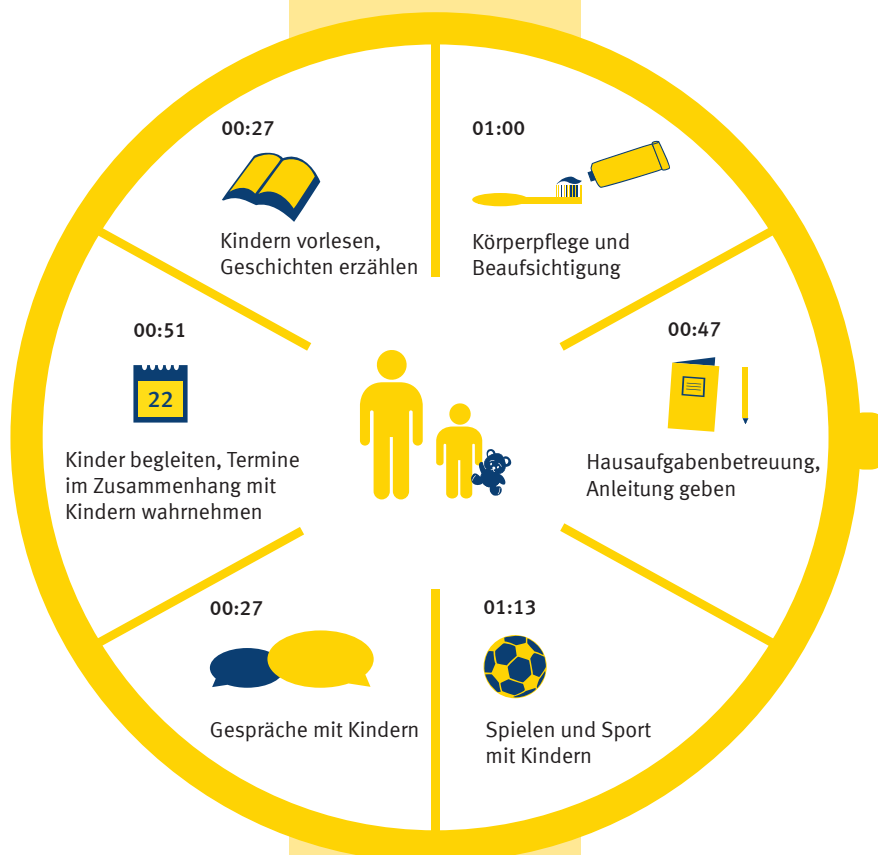 00:27
Kindern vorlesen,
Geschichten erzählen
01:00
Körperpflege und
Beaufsichtigung
00:51
22
Kinder begleiten, Termine
im Zusammenhang mit
Kindern wahrnehmen
00:47
Hausaufgabenbetreuung,
Anleitung geben
00:27
Gespräche mit Kindern
01:13
Spielen und Sport
mit Kindern